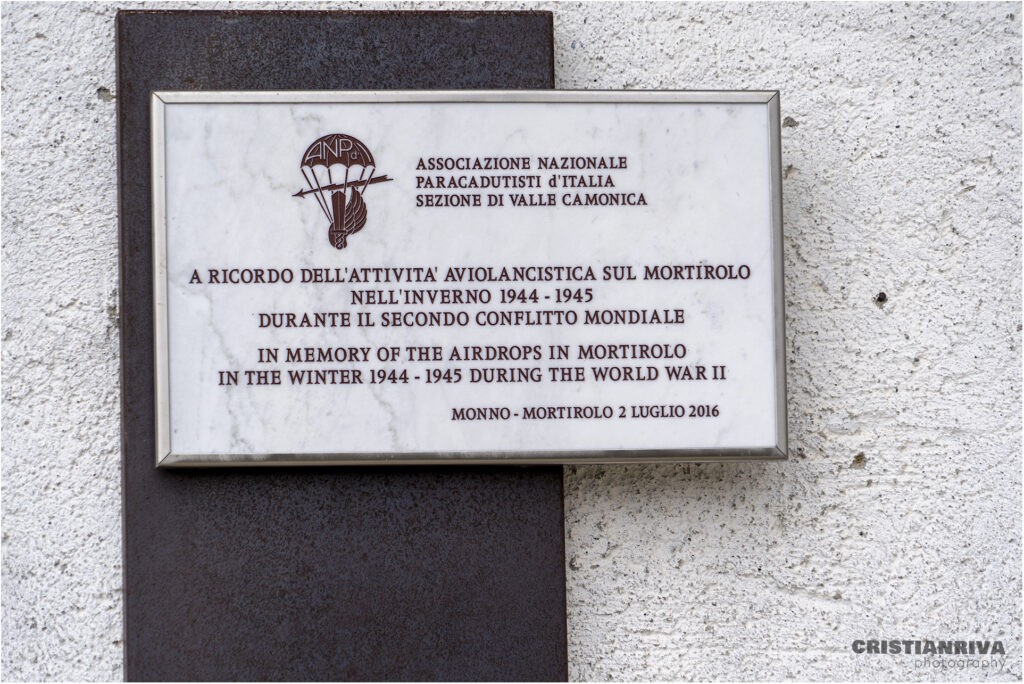 ANPd
ASSOCIAZIONE NAZIONALE
PARACADUTISTI d'ITALIA
SEZIONE DI VALLE CAMONICA
A RICORDO DELL'ATTIVITA' AVIOLANCISTICA SUL MORTIROLO
NELL'INVERNO 1944 - 1945
DURANTE IL SECONDO CONFLITTO MONDIALE
IN MEMORY OF THE AIRDROPS IN MORTIROLO
IN THE WINTER 1944 - 1945 DURING THE WORLD WAR II
MONNO - MORTIROLO 2 LUGLIO 2016
CRISTIANRIVA
photography